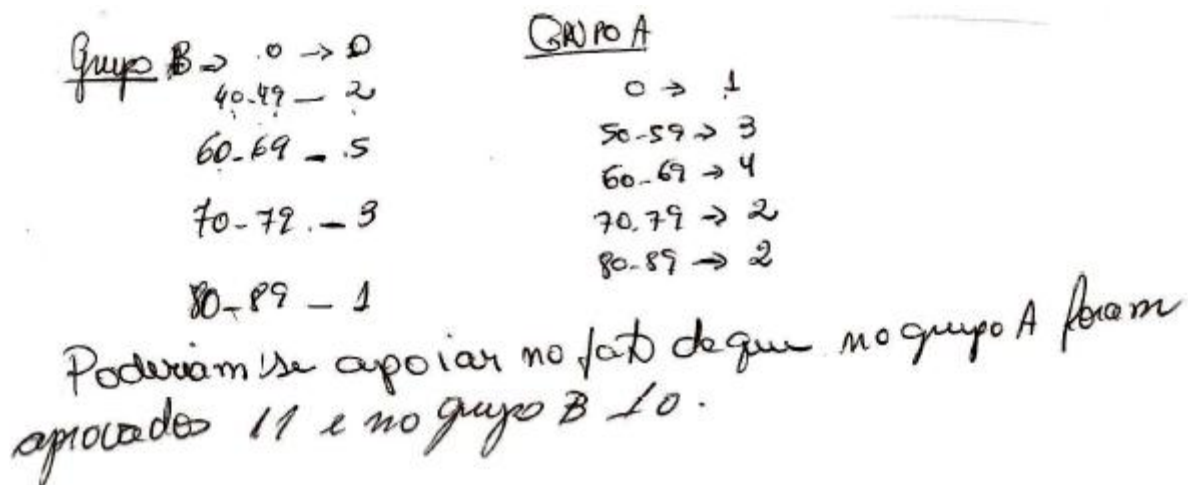 Grupo B → 0 → 0
40-49 — 2
60-69 — 5
70-79 — 3
80-89 — 1
GRUPO A
0 → 1
50-59 → 3
60-69 → 4
70-79 → 2
80-89 → 2
Poderiam se apoiar no fato de que no grupo A foram
aprovados 11 e no grupo B 10.